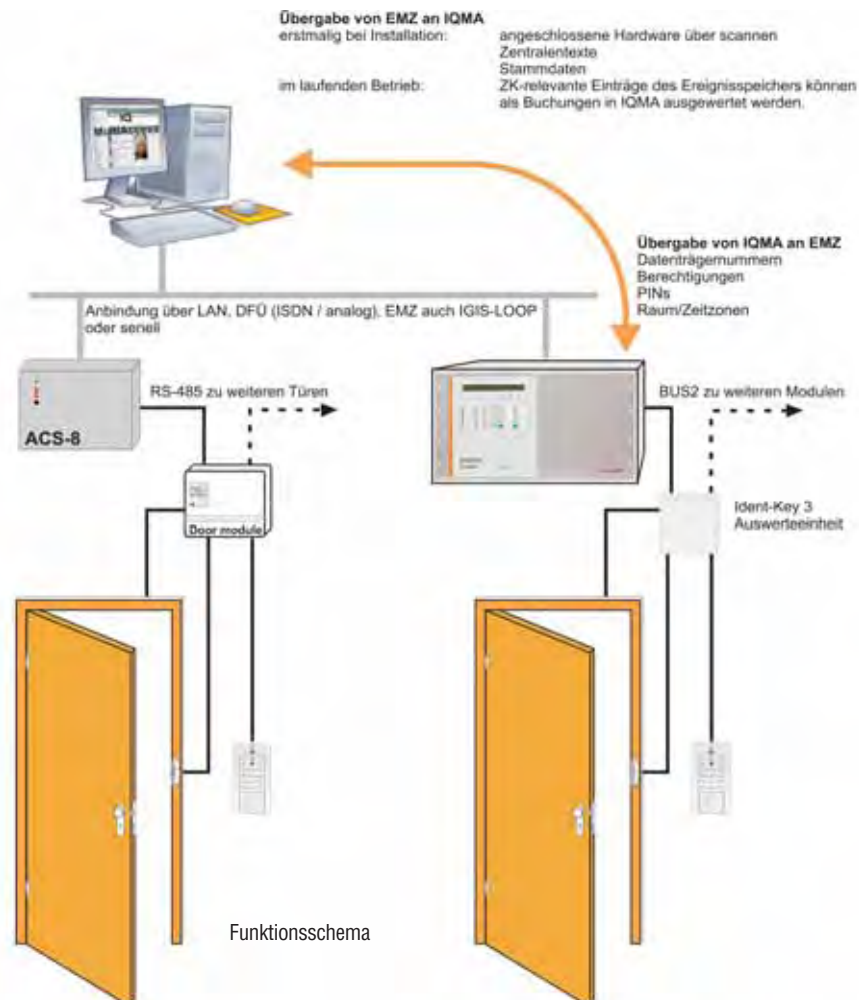 Übergabe von EMZ an IQMA
erstmalig bei Installation: angeschlossene Hardware über scannen
Zentralentexte
Stammdaten
im laufenden Betrieb: ZK-relevante Einträge des Ereignisspeichers können
als Buchungen in IQMA ausgewertet werden.
IQ
MultiAccess
Übergabe von IQMA an EMZ
Datenträgernummern
Berechtigungen
PINs
Raum/Zeitzonen
Anbindung über LAN, DFÜ (ISDN / analog), EMZ auch IGIS-LOOP
oder seriell
RS-485 zu weiteren Türen
BUS2 zu weiteren Modulen
ACS-8
Door module
Ident-Key 3
Auswerteeinheit
Funktionsschema